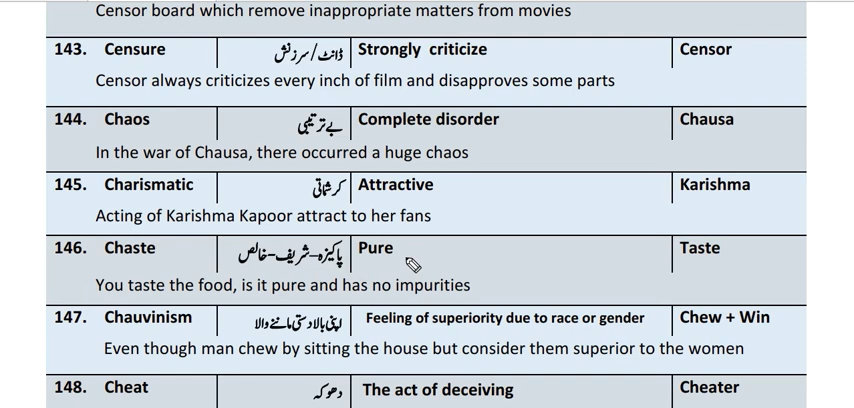 Censor board which remove inappropriate matters from movies
143. Censure ڈانٹ/سرزنش Strongly criticize Censor
Censor always criticizes every inch of film and disapproves some parts
144. Chaos بے ترتیبی Complete disorder Chausa
In the war of Chausa, there occurred a huge chaos
145. Charismatic کرشماتی Attractive Karishma
Acting of Karishma Kapoor attract to her fans
146. Chaste پاکیزہ–شریف–خالص Pure Taste
You taste the food, is it pure and has no impurities
147. Chauvinism اپنی بالادستی ماننے والا Feeling of superiority due to race or gender Chew + Win
Even though man chew by sitting the house but consider them superior to the women
148. Cheat دھوکہ The act of deceiving Cheater